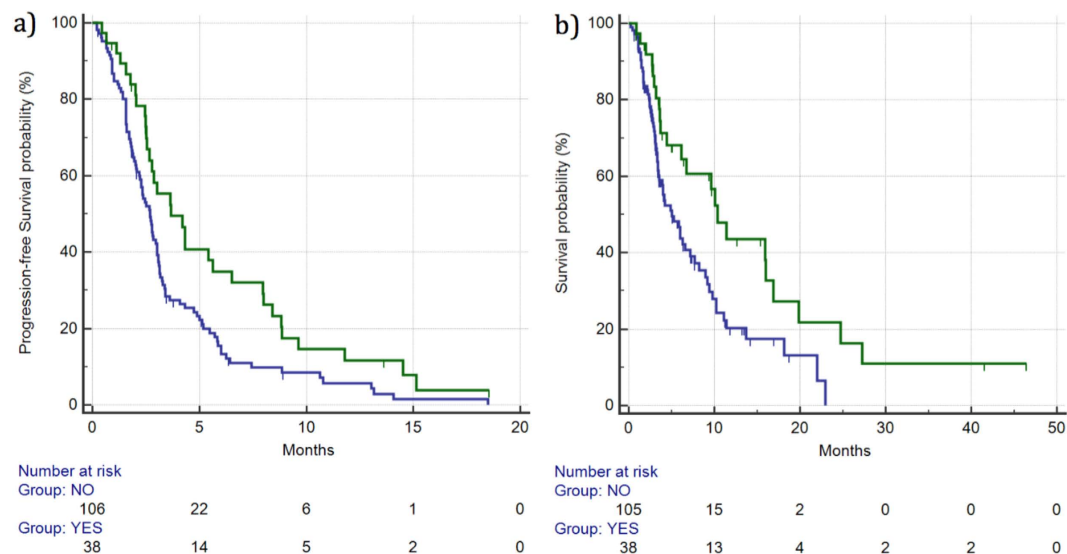 a)
Progression-free Survival probability (%)
100
80
60
40
20
0
0 5 10 15 20
Months
Number at risk
Group: NO
106 22 6 1 0
Group: YES
38 14 5 2 0
b)
Survival probability (%)
100
80
60
40
20
0
0 10 20 30 40 50
Months
Number at risk
Group: NO
105 15 2 0 0 0
Group: YES
38 13 4 2 2 0